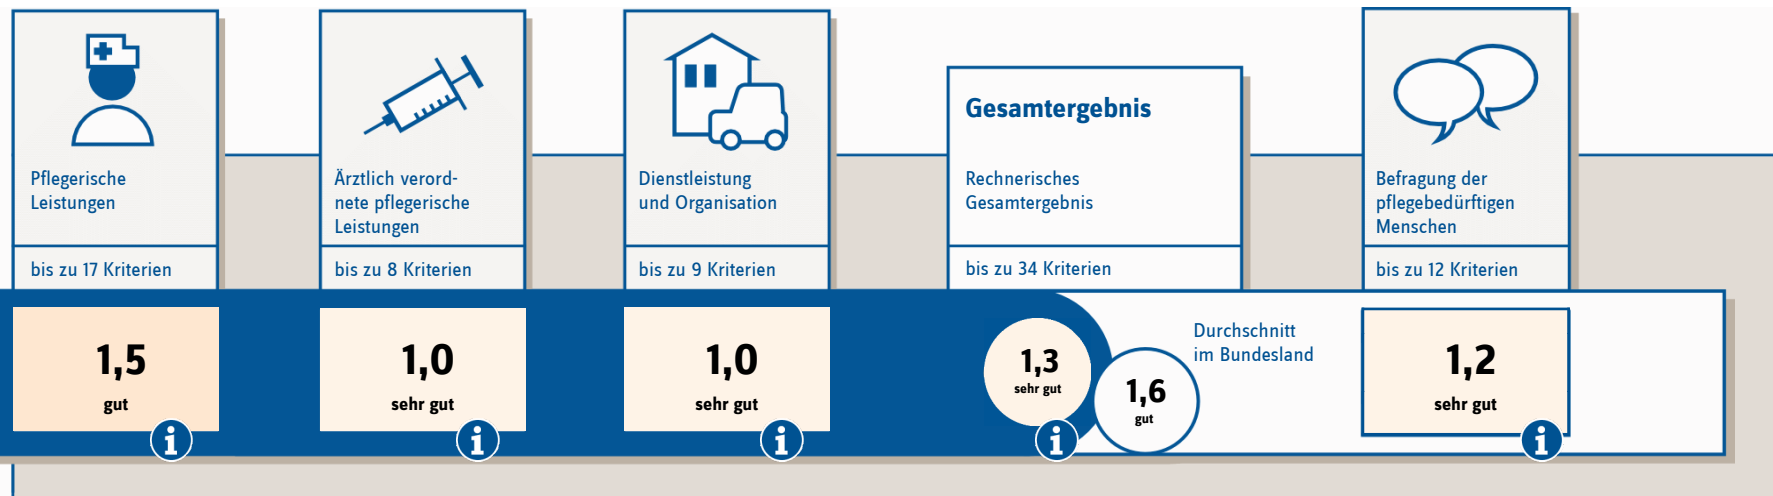 Pflegerische
Leistungen
bis zu 17 Kriterien
1,5
gut
Ärztlich verord-
nete pflegerische
Leistungen
bis zu 8 Kriterien
1,0
sehr gut
Dienstleistung
und Organisation
bis zu 9 Kriterien
1,0
sehr gut
Gesamtergebnis
Rechnerisches
Gesamtergebnis
bis zu 34 Kriterien
1,3
sehr gut
1,6
gut
Durchschnitt
im Bundesland
Befragung der
pflegebedürftigen
Menschen
bis zu 12 Kriterien
1,2
sehr gut